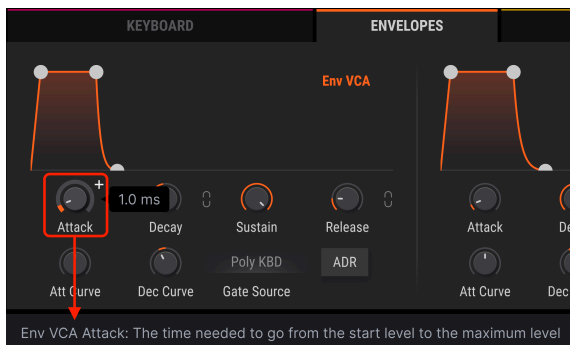 KEYBOARD ENVELOPES
Env VCA
1.0 ms
Attack Decay Sustain Release Attack De
Poly KBD ADR
Att Curve Dec Curve Gate Source Att Curve Dec
Env VCA Attack: The time needed to go from the start level to the maximum level